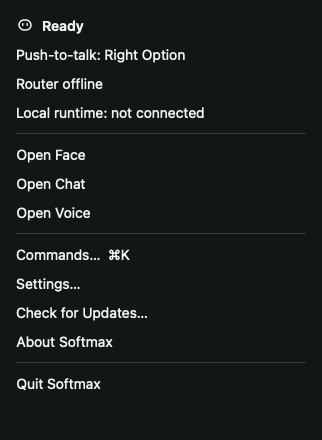 Ready
Push-to-talk: Right Option
Router offline
Local runtime: not connected
Open Face
Open Chat
Open Voice
Commands... ⌘K
Settings...
Check for Updates...
About Softmax
Quit Softmax